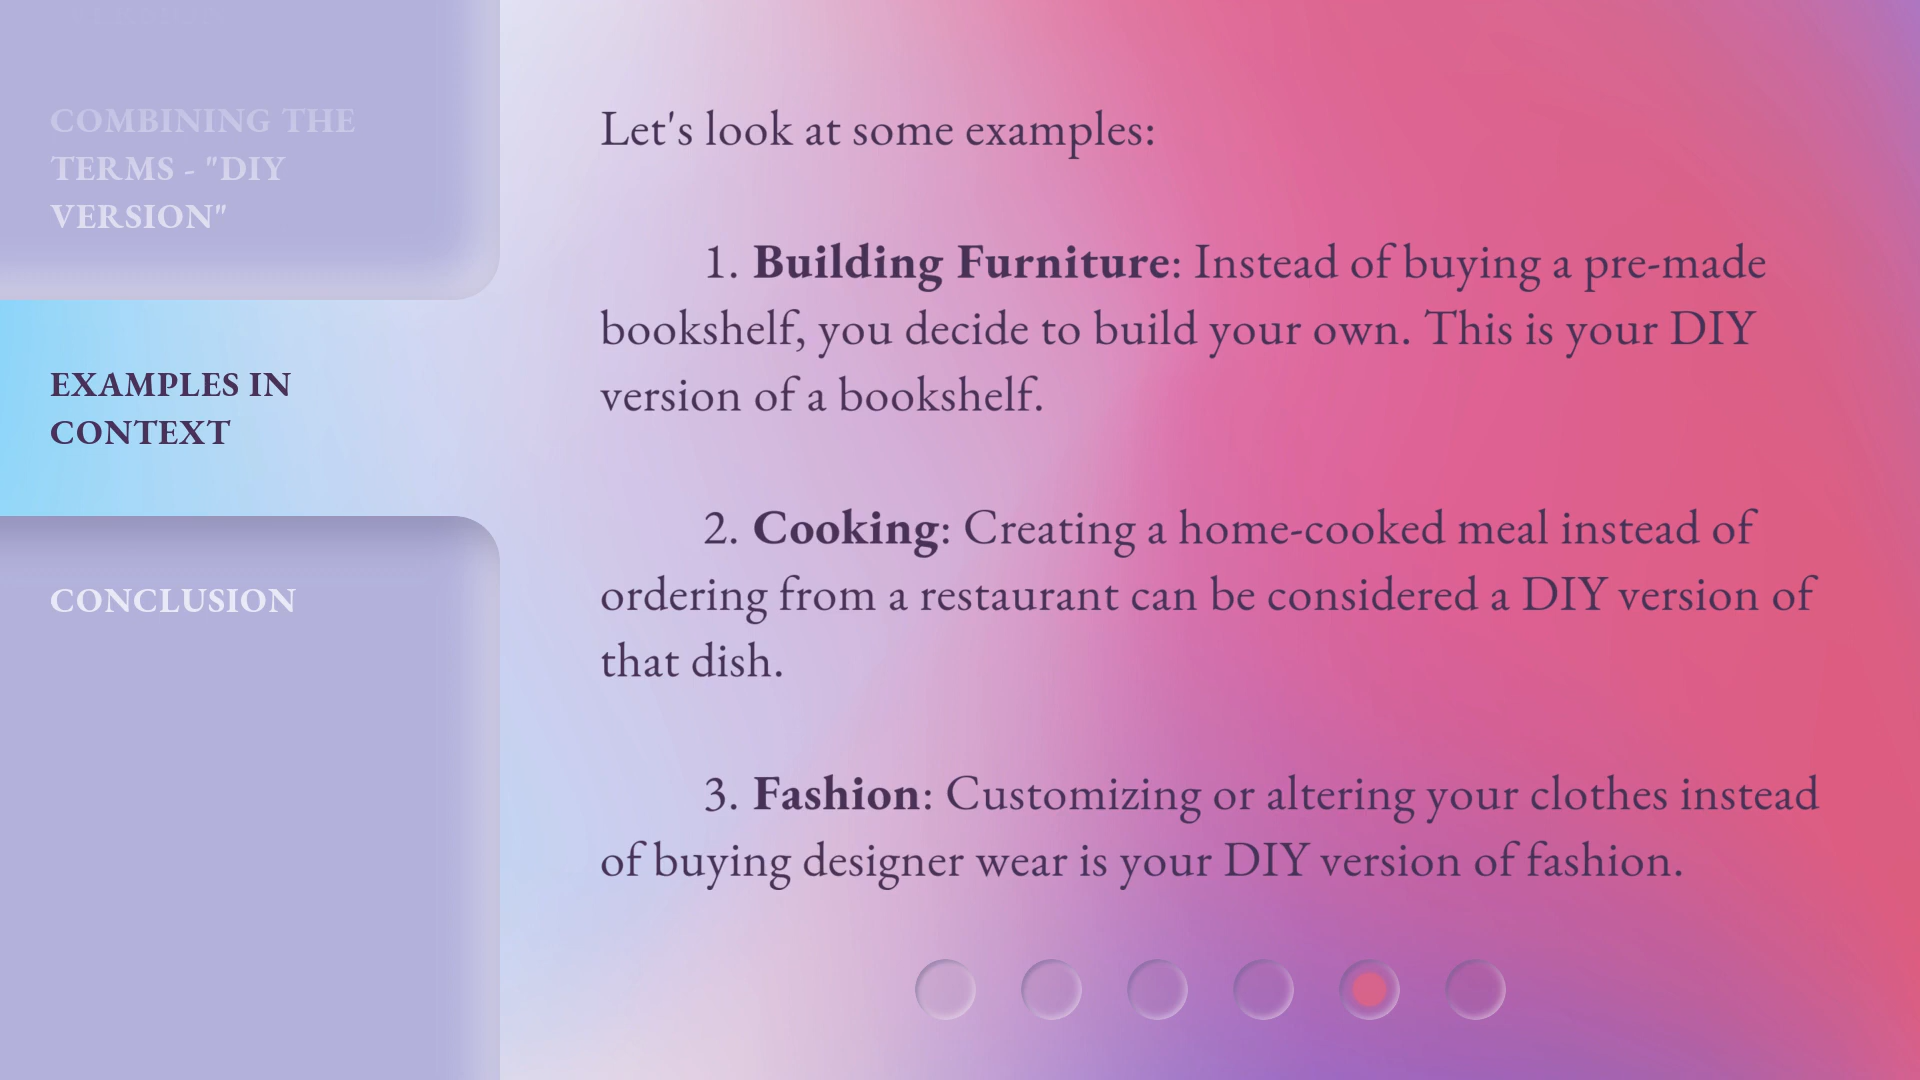 COMBINING THE
TERMS - "DIY
VERSION"
EXAMPLES IN
CONTEXT
CONCLUSION
Let's look at some examples:
1. Building Furniture: Instead of buying a pre-made
bookshelf, you decide to build your own. This is your DIY
version of a bookshelf.
2. Cooking: Creating a home-cooked meal instead of
ordering from a restaurant can be considered a DIY version of
that dish.
3. Fashion: Customizing or altering your clothes instead
of buying designer wear is your DIY version of fashion.